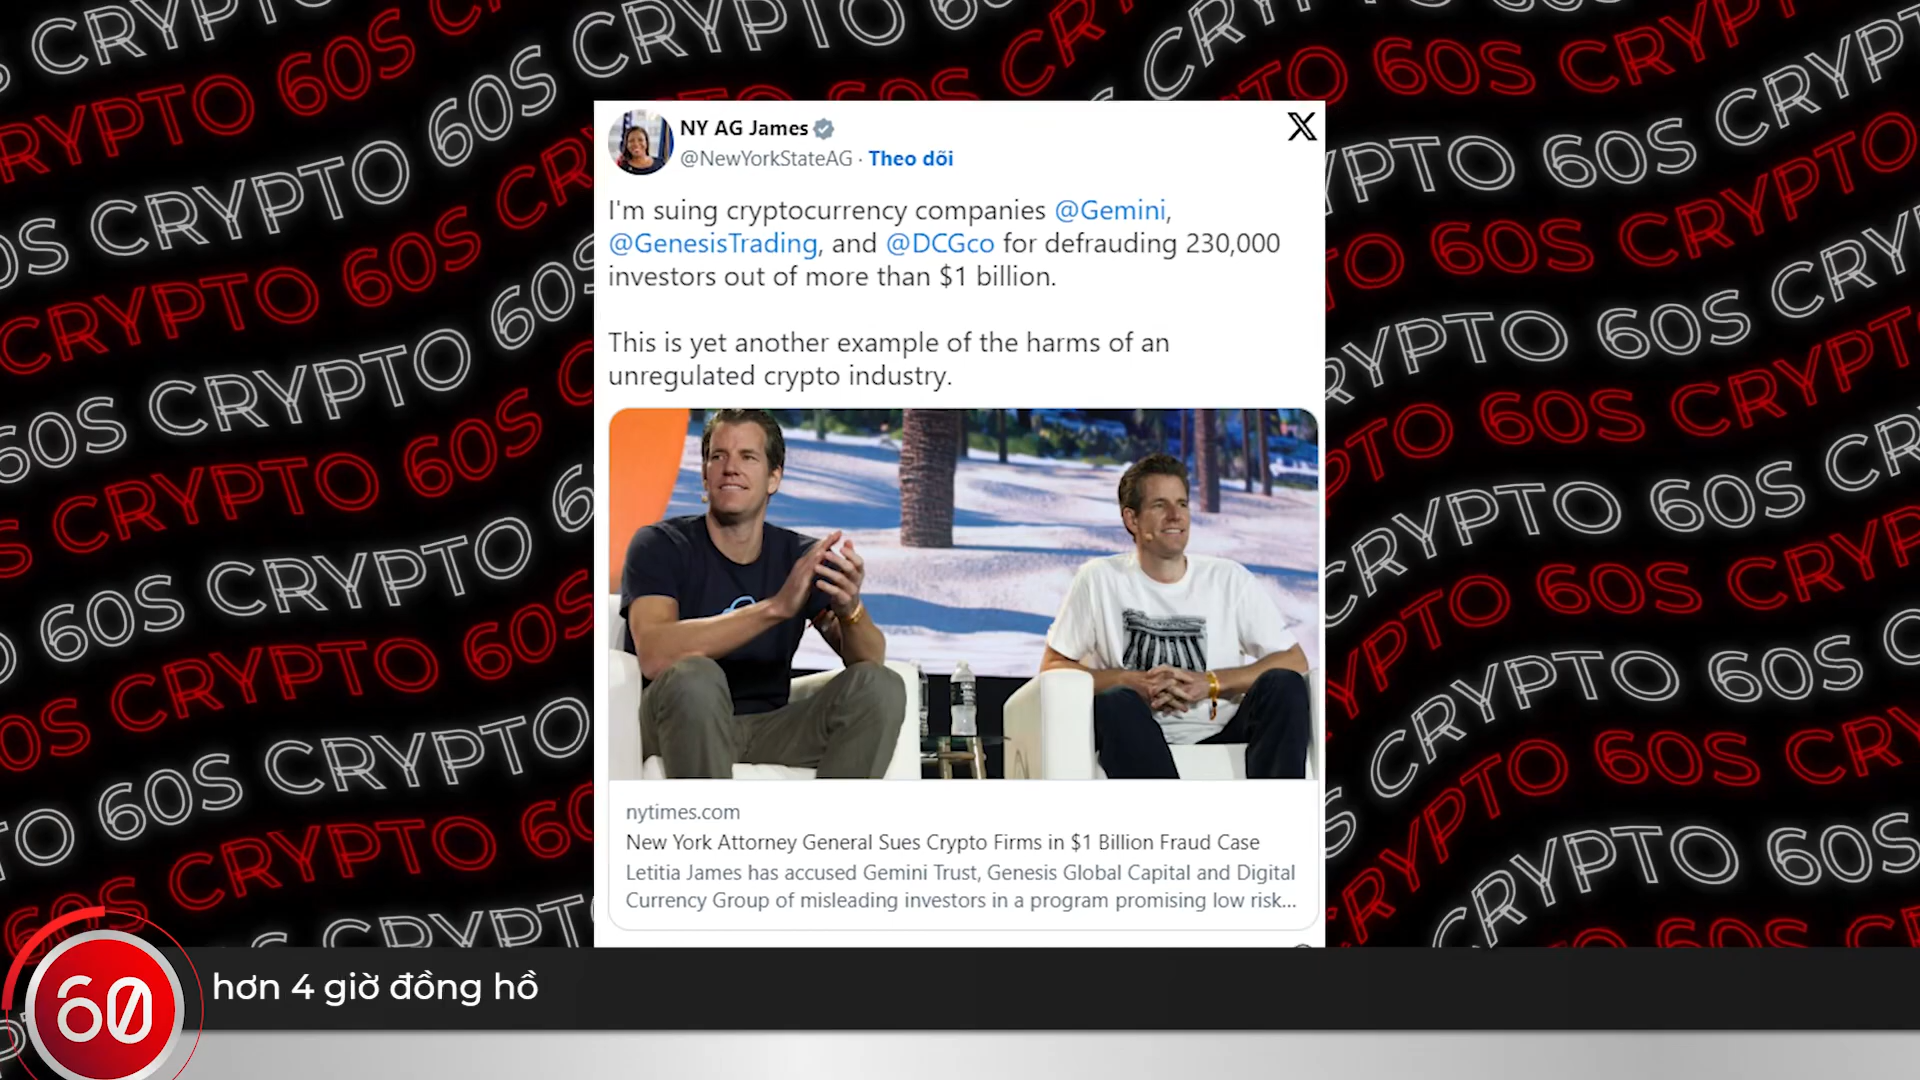 CRYPTO 60S
NY AG James
@NewYorkStateAG · Theo dõi
I'm suing cryptocurrency companies @Gemini,
@GenesisTrading, and @DCGco for defrauding 230,000
investors out of more than $1 billion.
This is yet another example of the harms of an
unregulated crypto industry.
nytimes.com
New York Attorney General Sues Crypto Firms in $1 Billion Fraud Case
Letitia James has accused Gemini Trust, Genesis Global Capital and Digital
Currency Group of misleading investors in a program promising low risk...
60
hơn 4 giờ đồng hồ